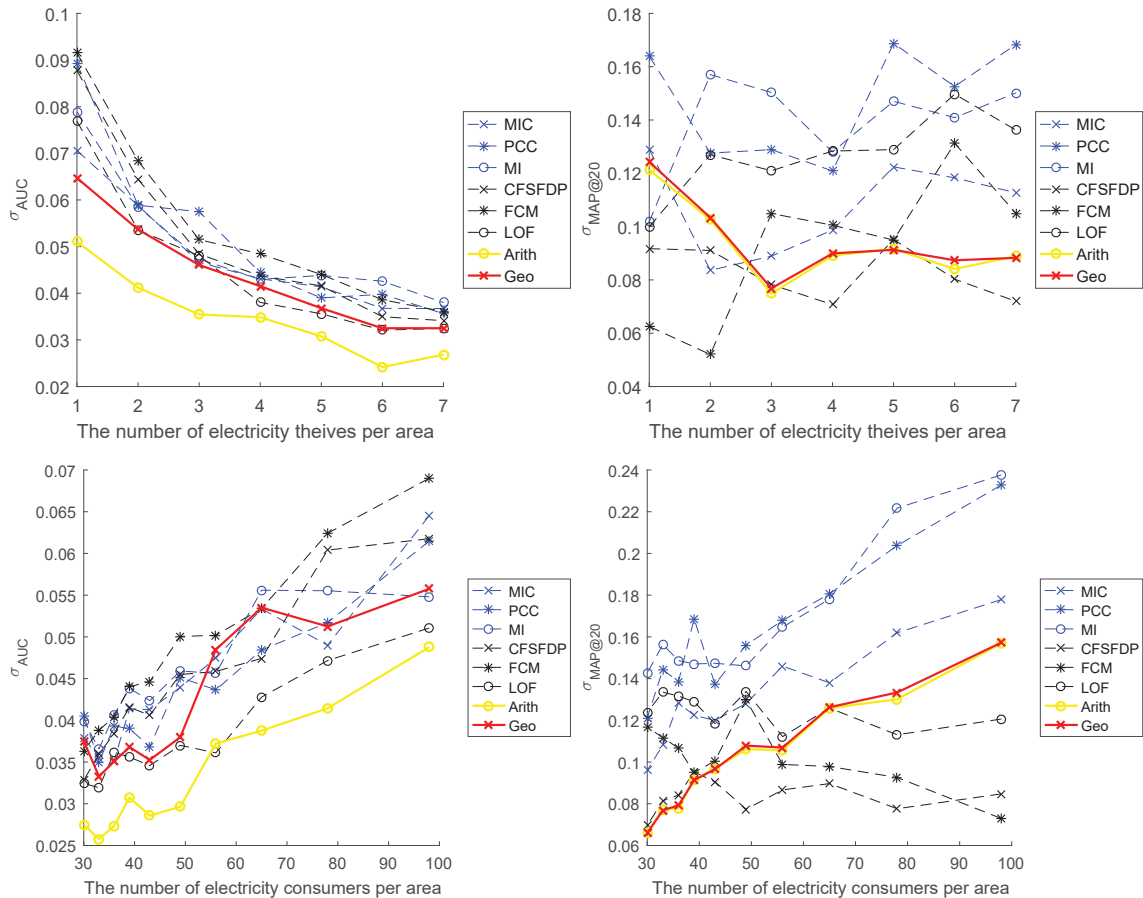 0.1
0.09
0.08
0.07
0.06
0.05
0.04
0.03
0.02
σAUC
1 2 3 4 5 6 7
The number of electricity theives per area
MIC
PCC
MI
CFSFDP
FCM
LOF
Arith
Geo
0.18
0.16
0.14
0.12
0.1
0.08
0.06
0.04
σMAP@20
1 2 3 4 5 6 7
The number of electricity theives per area
MIC
PCC
MI
CFSFDP
FCM
LOF
Arith
Geo
0.07
0.065
0.06
0.055
0.05
0.045
0.04
0.035
0.03
0.025
σAUC
30 40 50 60 70 80 90 100
The number of electricity consumers per area
MIC
PCC
MI
CFSFDP
FCM
LOF
Arith
Geo
0.24
0.22
0.2
0.18
0.16
0.14
0.12
0.1
0.08
0.06
σMAP@20
30 40 50 60 70 80 90 100
The number of electricity consumers per area
MIC
PCC
MI
CFSFDP
FCM
LOF
Arith
Geo